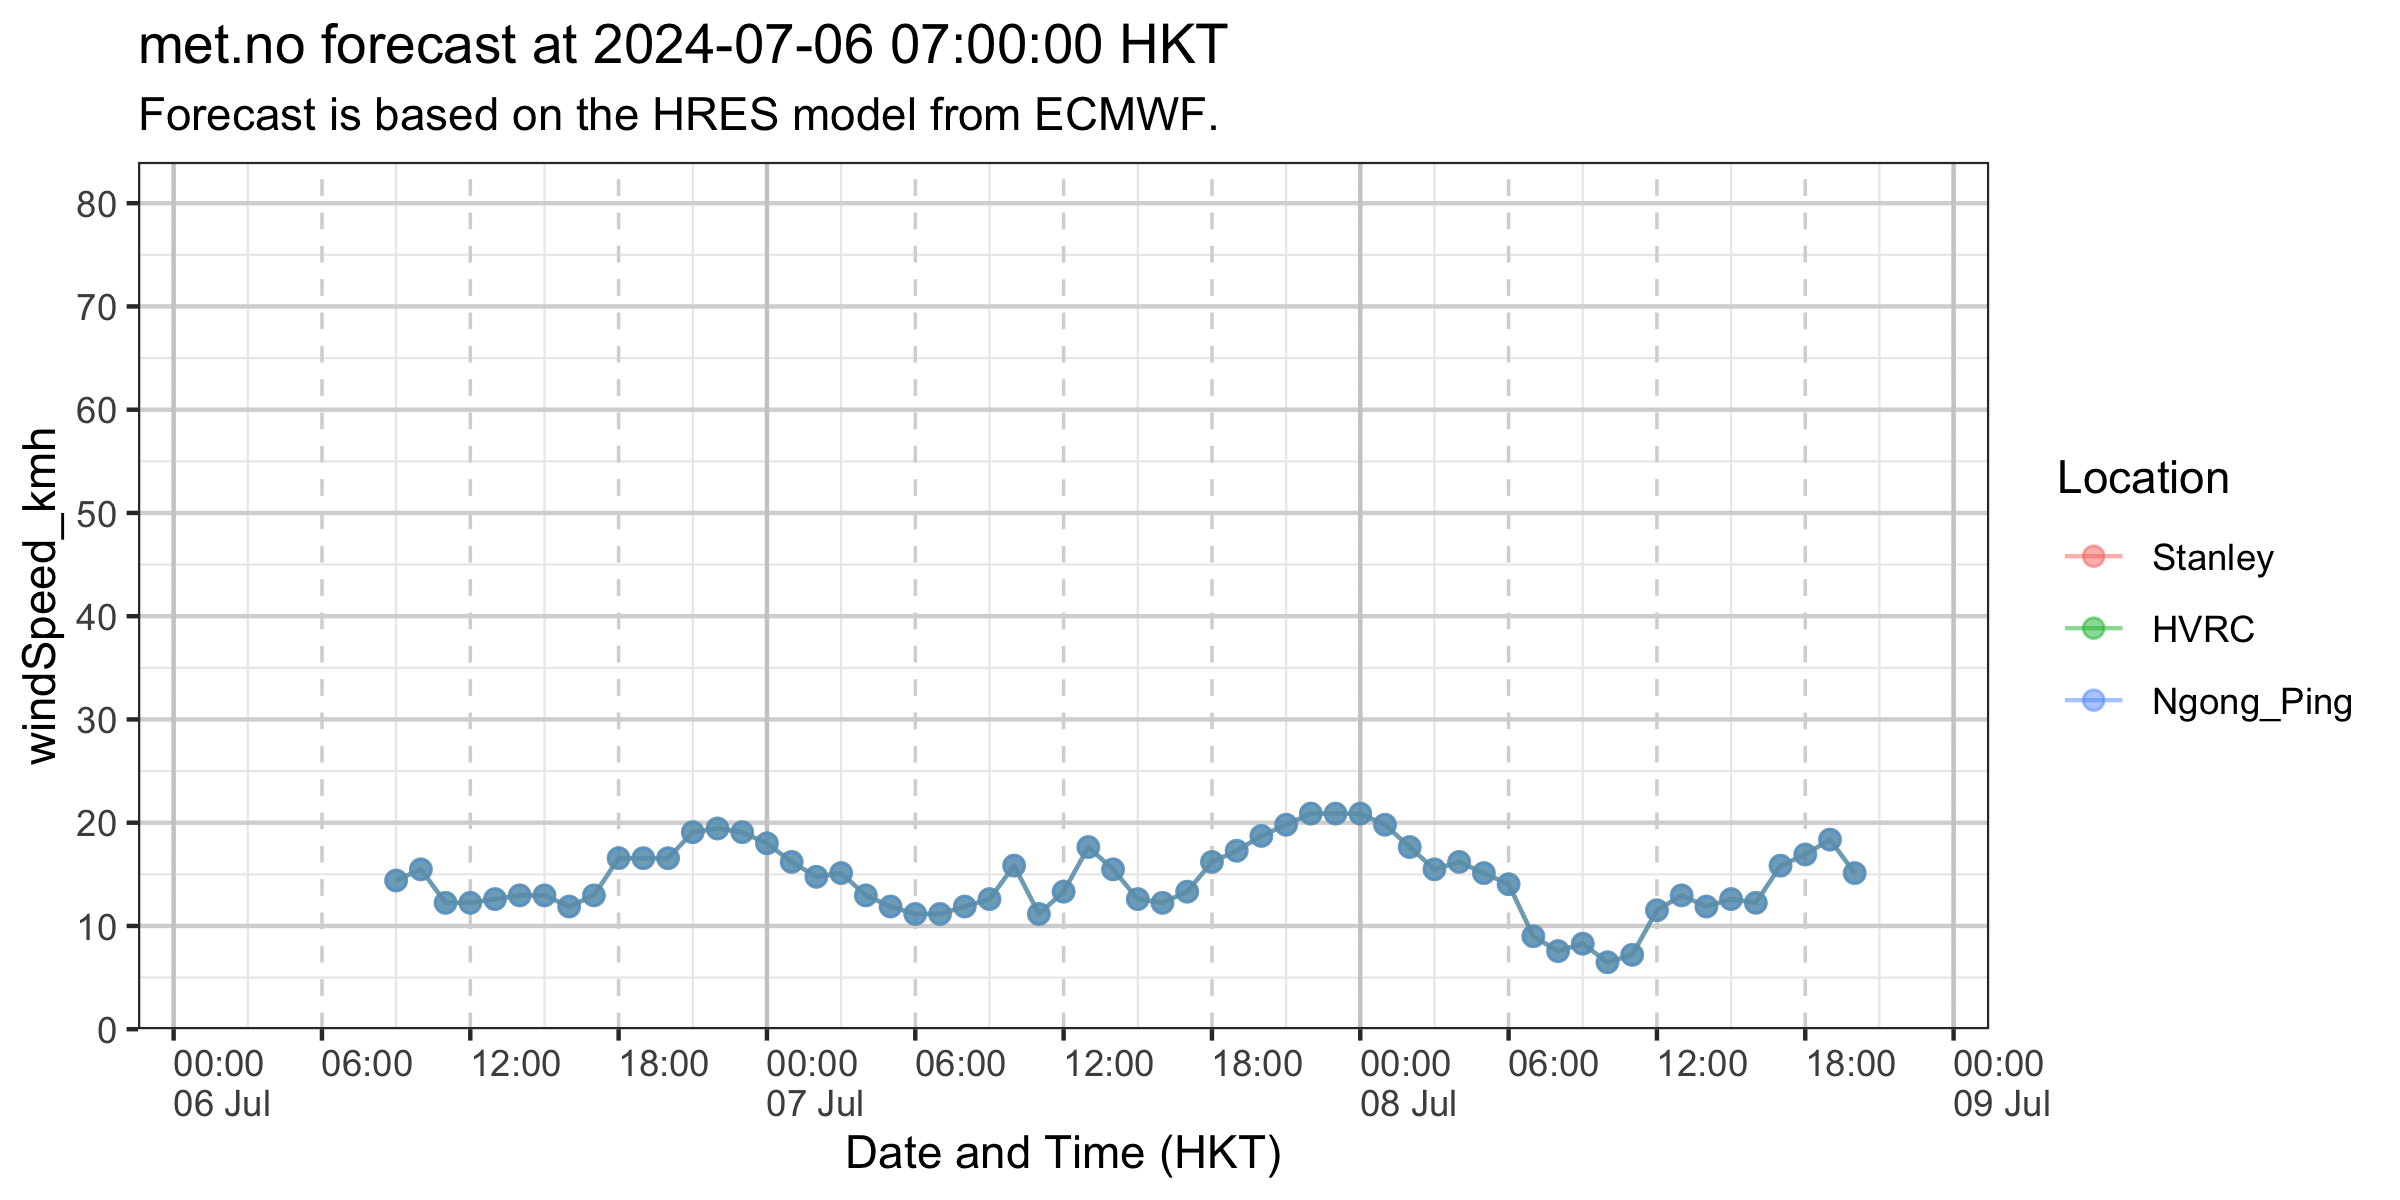 met.no forecast at 2024-07-06 07:00:00 HKT
Forecast is based on the HRES model from ECMWF.
windSpeed_kmh
80
70
60
50
40
30
20
10
0
00:00 06:00 12:00 18:00 00:00 06:00 12:00 18:00 00:00 06:00 12:00 18:00 00:00
06 Jul 07 Jul 08 Jul 09 Jul
Date and Time (HKT)
Location
Stanley
HVRC
Ngong_Ping